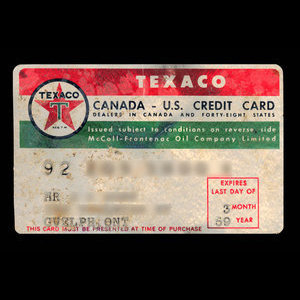 TEXACO
TEXACO
T
REG. T.M.
CANADA - U.S. CREDIT CARD
DEALERS IN CANADA AND FORTY-EIGHT STATES
Issued subject to conditions on reverse side
McColl-Frontenac Oil Company Limited
92
EXPIRES
LAST DAY OF
3
MONTH
59 YEAR
GUELPH, ONT
THIS CARD MUST BE PRESENTED AT TIME OF PURCHASE